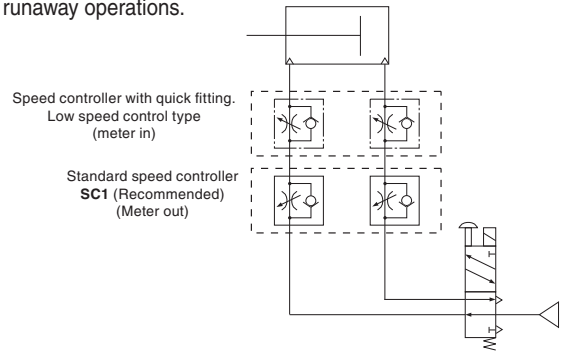 runaway operations.
Speed controller with quick fitting.
Low speed control type
(meter in)
Standard speed controller
SC1 (Recommended)
(Meter out)